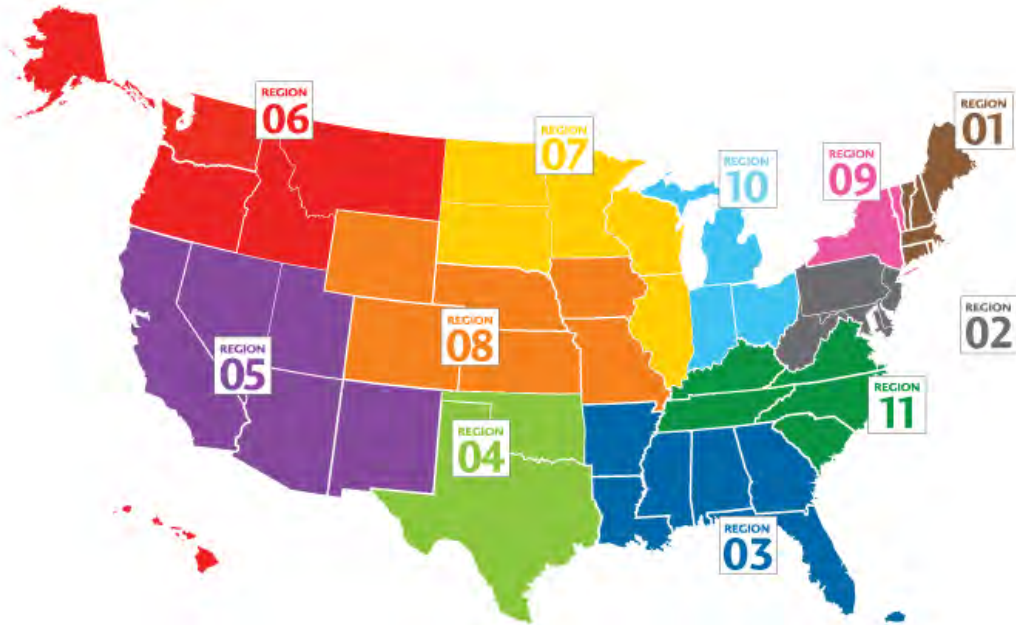 REGION
06
REGION
07
REGION
10
REGION
09
REGION
01
REGION
02
REGION
05
REGION
08
REGION
04
REGION
11
REGION
03